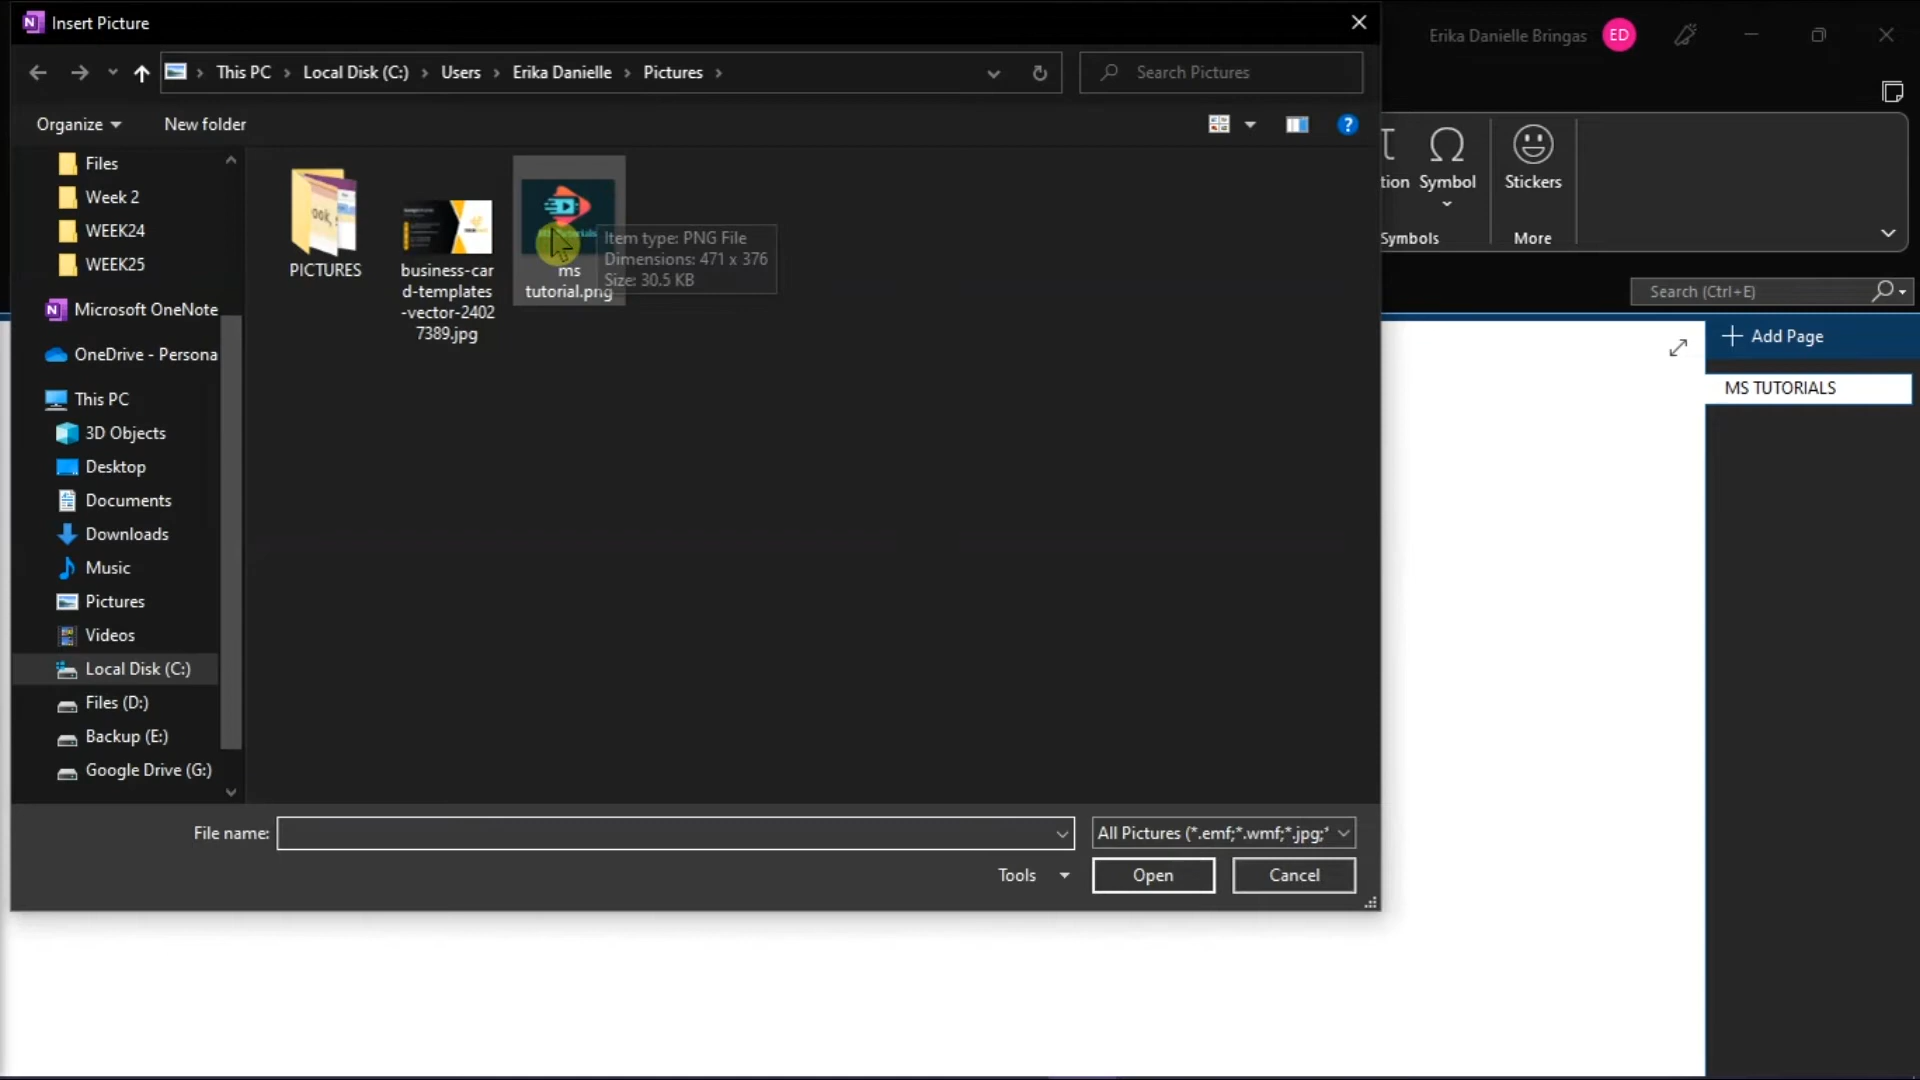 Insert Picture
Erika Danielle Bringas
ED
This PC
Local Disk (C:)
Users
Erika Danielle
Pictures
Search Pictures
Organize
New folder
?
Files
Week 2
WEEK24
WEEK25
Microsoft OneNote
OneDrive - Persona
This PC
3D Objects
Desktop
Documents
Downloads
Music
Pictures
Videos
Local Disk (C:)
Files (D:)
Backup (E:)
Google Drive (G:)
PICTURES
business-car
d-templates
-vector-2402
7389.jpg
ms
tutorial.png
Item type: PNG File
Dimensions: 471 x 376
Size: 30.5 KB
tion
Symbol
Stickers
Symbols
More
Search (Ctrl+E)
Add Page
MS TUTORIALS
File name:
All Pictures (*.emf;*.wmf;*.jpg;*
Tools
Open
Cancel